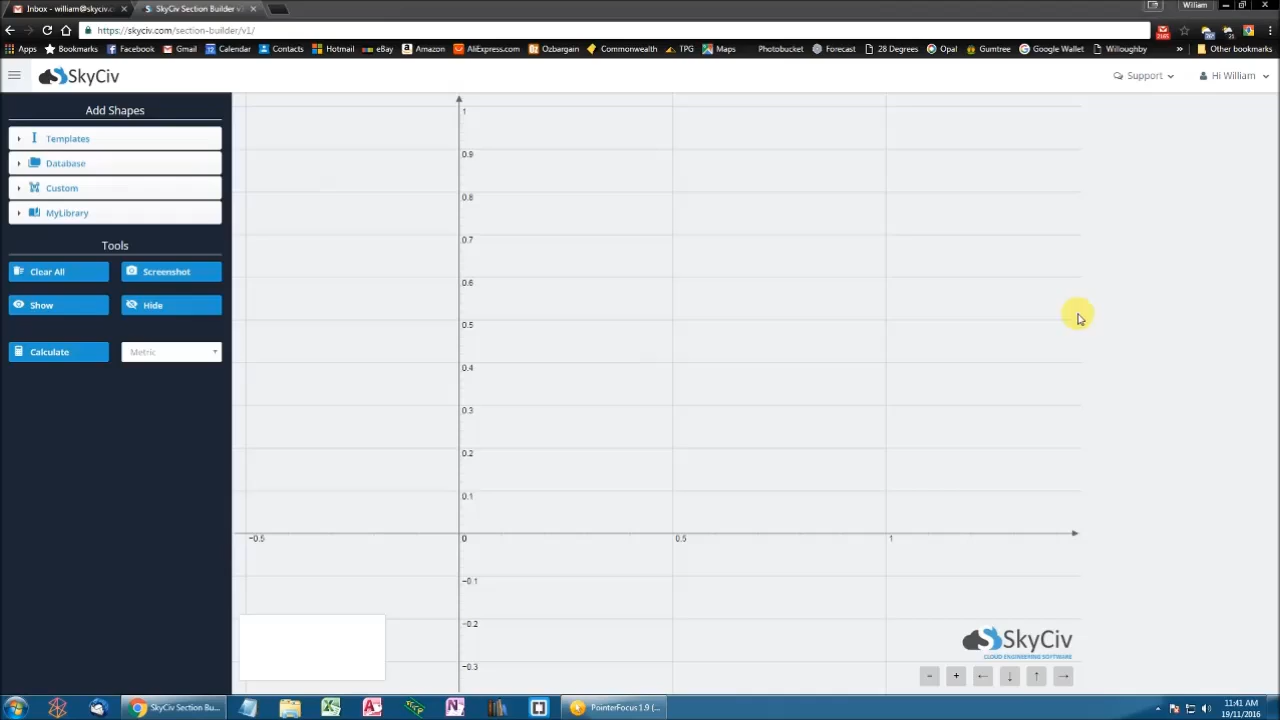 Inbox - william@skyciv.c
SkyCiv Section Builder v
William
https://skyciv.com/section-builder/v1/
Apps
Bookmarks
Facebook
Gmail
Calendar
Contacts
Hotmail
eBay
Amazon
AliExpress.com
Ozbargain
Commonwealth
TPG
Maps
Photobucket
Forecast
28 Degrees
Opal
Gumtree
Google Wallet
Willoughby
»
Other bookmarks
SkyCiv
Support
Hi William
Add Shapes
Templates
Database
Custom
MyLibrary
Tools
Clear All
Screenshot
Show
Hide
Calculate
Metric
1
0.9
0.8
0.7
0.6
0.5
0.4
0.3
0.2
0.1
-0.5
0
0.5
1
-0.1
-0.2
-0.3
SkyCiv
CLOUD ENGINEERING SOFTWARE
- + ← ↓ ↑ →
SkyCiv Section Bu...
PointerFocus 1.9 (...
11:41 AM
19/11/2016